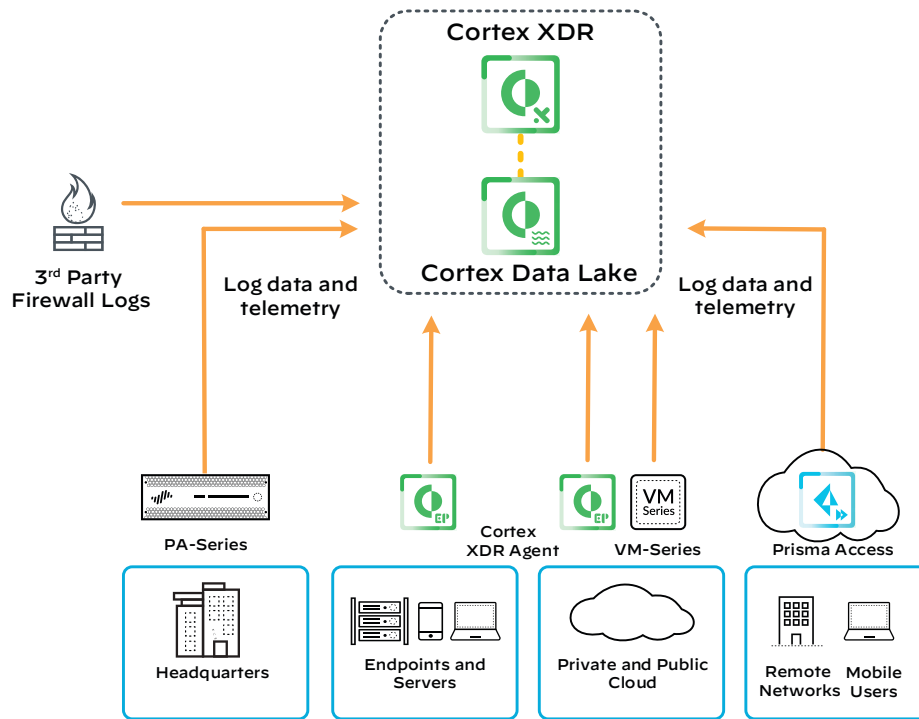 Cortex XDR
Cortex Data Lake
3rd Party
Firewall Logs
Log data and
telemetry
Log data and
telemetry
EP
EP
VM
Series
PA-Series
Cortex
XDR Agent
VM-Series
Prisma Access
Headquarters
Endpoints and
Servers
Private and Public
Cloud
Remote
Networks
Mobile
Users